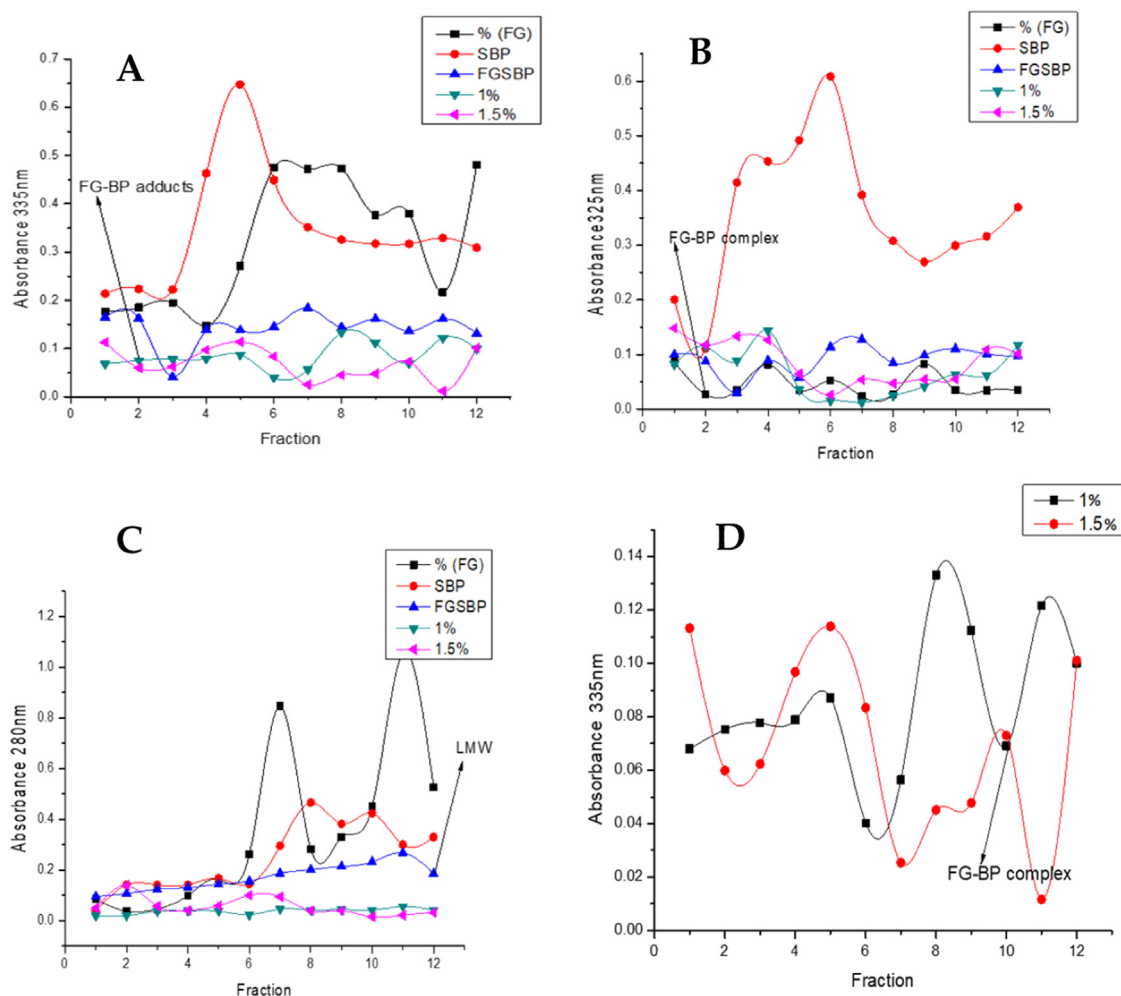 A
% (FG)
SBP
FGSBP
1%
1.5%
0.7
0.6
0.5
0.4
0.3
0.2
0.1
0.0
Absorbance 335nm
FG-BP adducts
0 2 4 6 8 10 12
Fraction
B
% (FG)
SBP
FGSBP
1%
1.5%
0.6
0.5
0.4
0.3
0.2
0.1
0.0
Absorbance325nm
FG-BP complex
0 2 4 6 8 10 12
Fraction
C
% (FG)
SBP
FGSBP
1%
1.5%
1.2
1.0
0.8
0.6
0.4
0.2
0.0
Absorbance 280nm
LMW
0 2 4 6 8 10 12
Fraction
D
1%
1.5%
0.14
0.12
0.10
0.08
0.06
0.04
0.02
0.00
Absorbance 335nm
FG-BP complex
0 2 4 6 8 10 12
Fraction